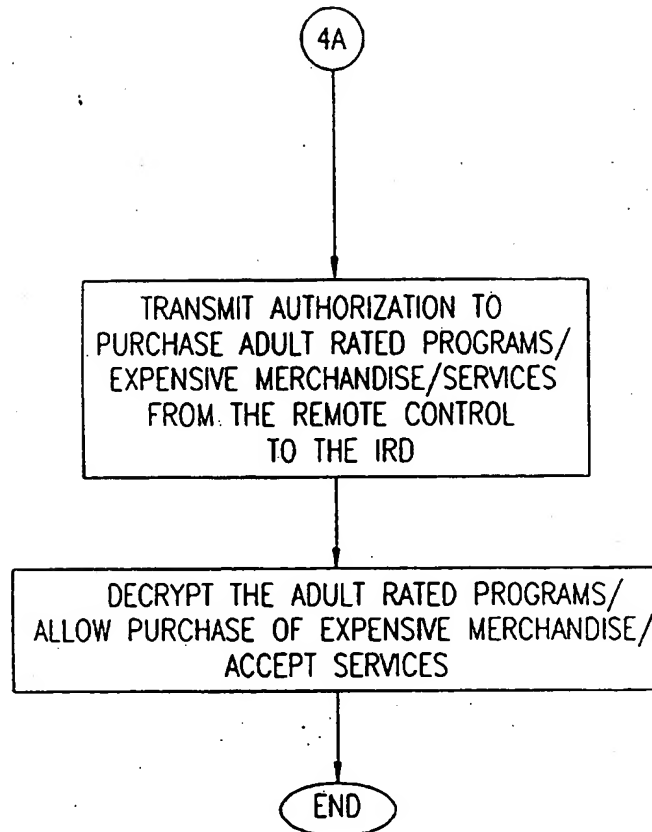 4A
TRANSMIT AUTHORIZATION TO
PURCHASE ADULT RATED PROGRAMS/
EXPENSIVE MERCHANDISE/SERVICES
FROM THE REMOTE CONTROL
TO THE IRD
DECRYPT THE ADULT RATED PROGRAMS/
ALLOW PURCHASE OF EXPENSIVE MERCHANDISE/
ACCEPT SERVICES
END